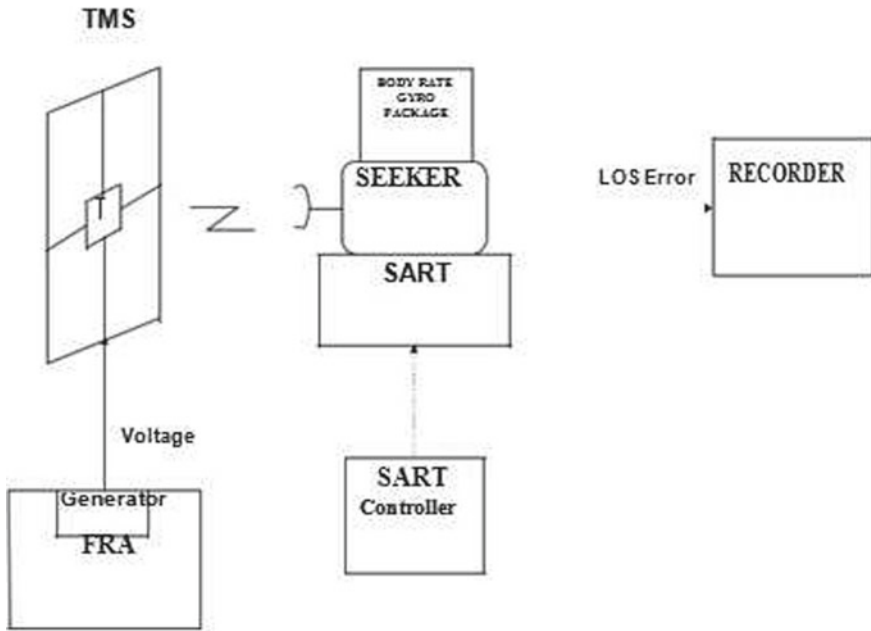 TMS
BODY RATE
GYRO
PACKAGE
T
SEEKER
LOS Error
RECORDER
SART
Voltage
SART
Controller
Generator
FRA